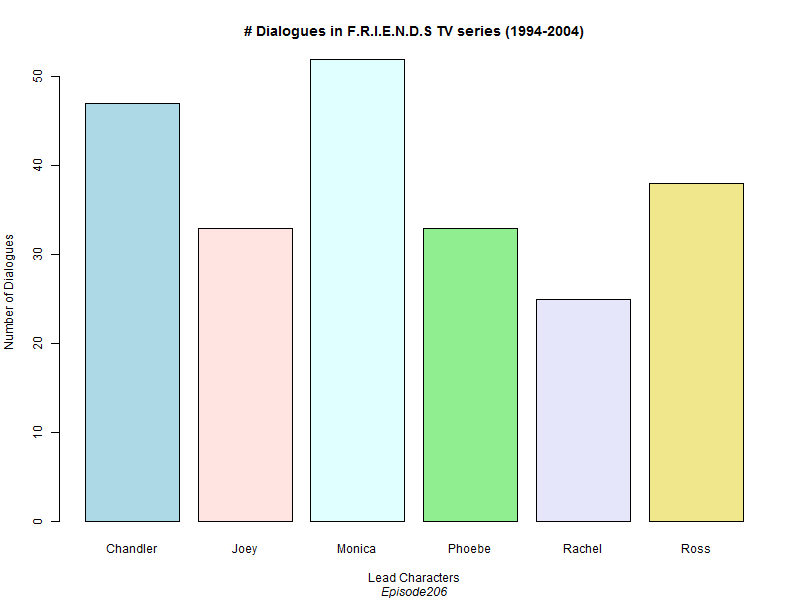 # Dialogues in F.R.I.E.N.D.S TV series (1994-2004)
Number of Dialogues
50
40
30
20
10
0
Chandler Joey Monica Phoebe Rachel Ross
Lead Characters
Episode206